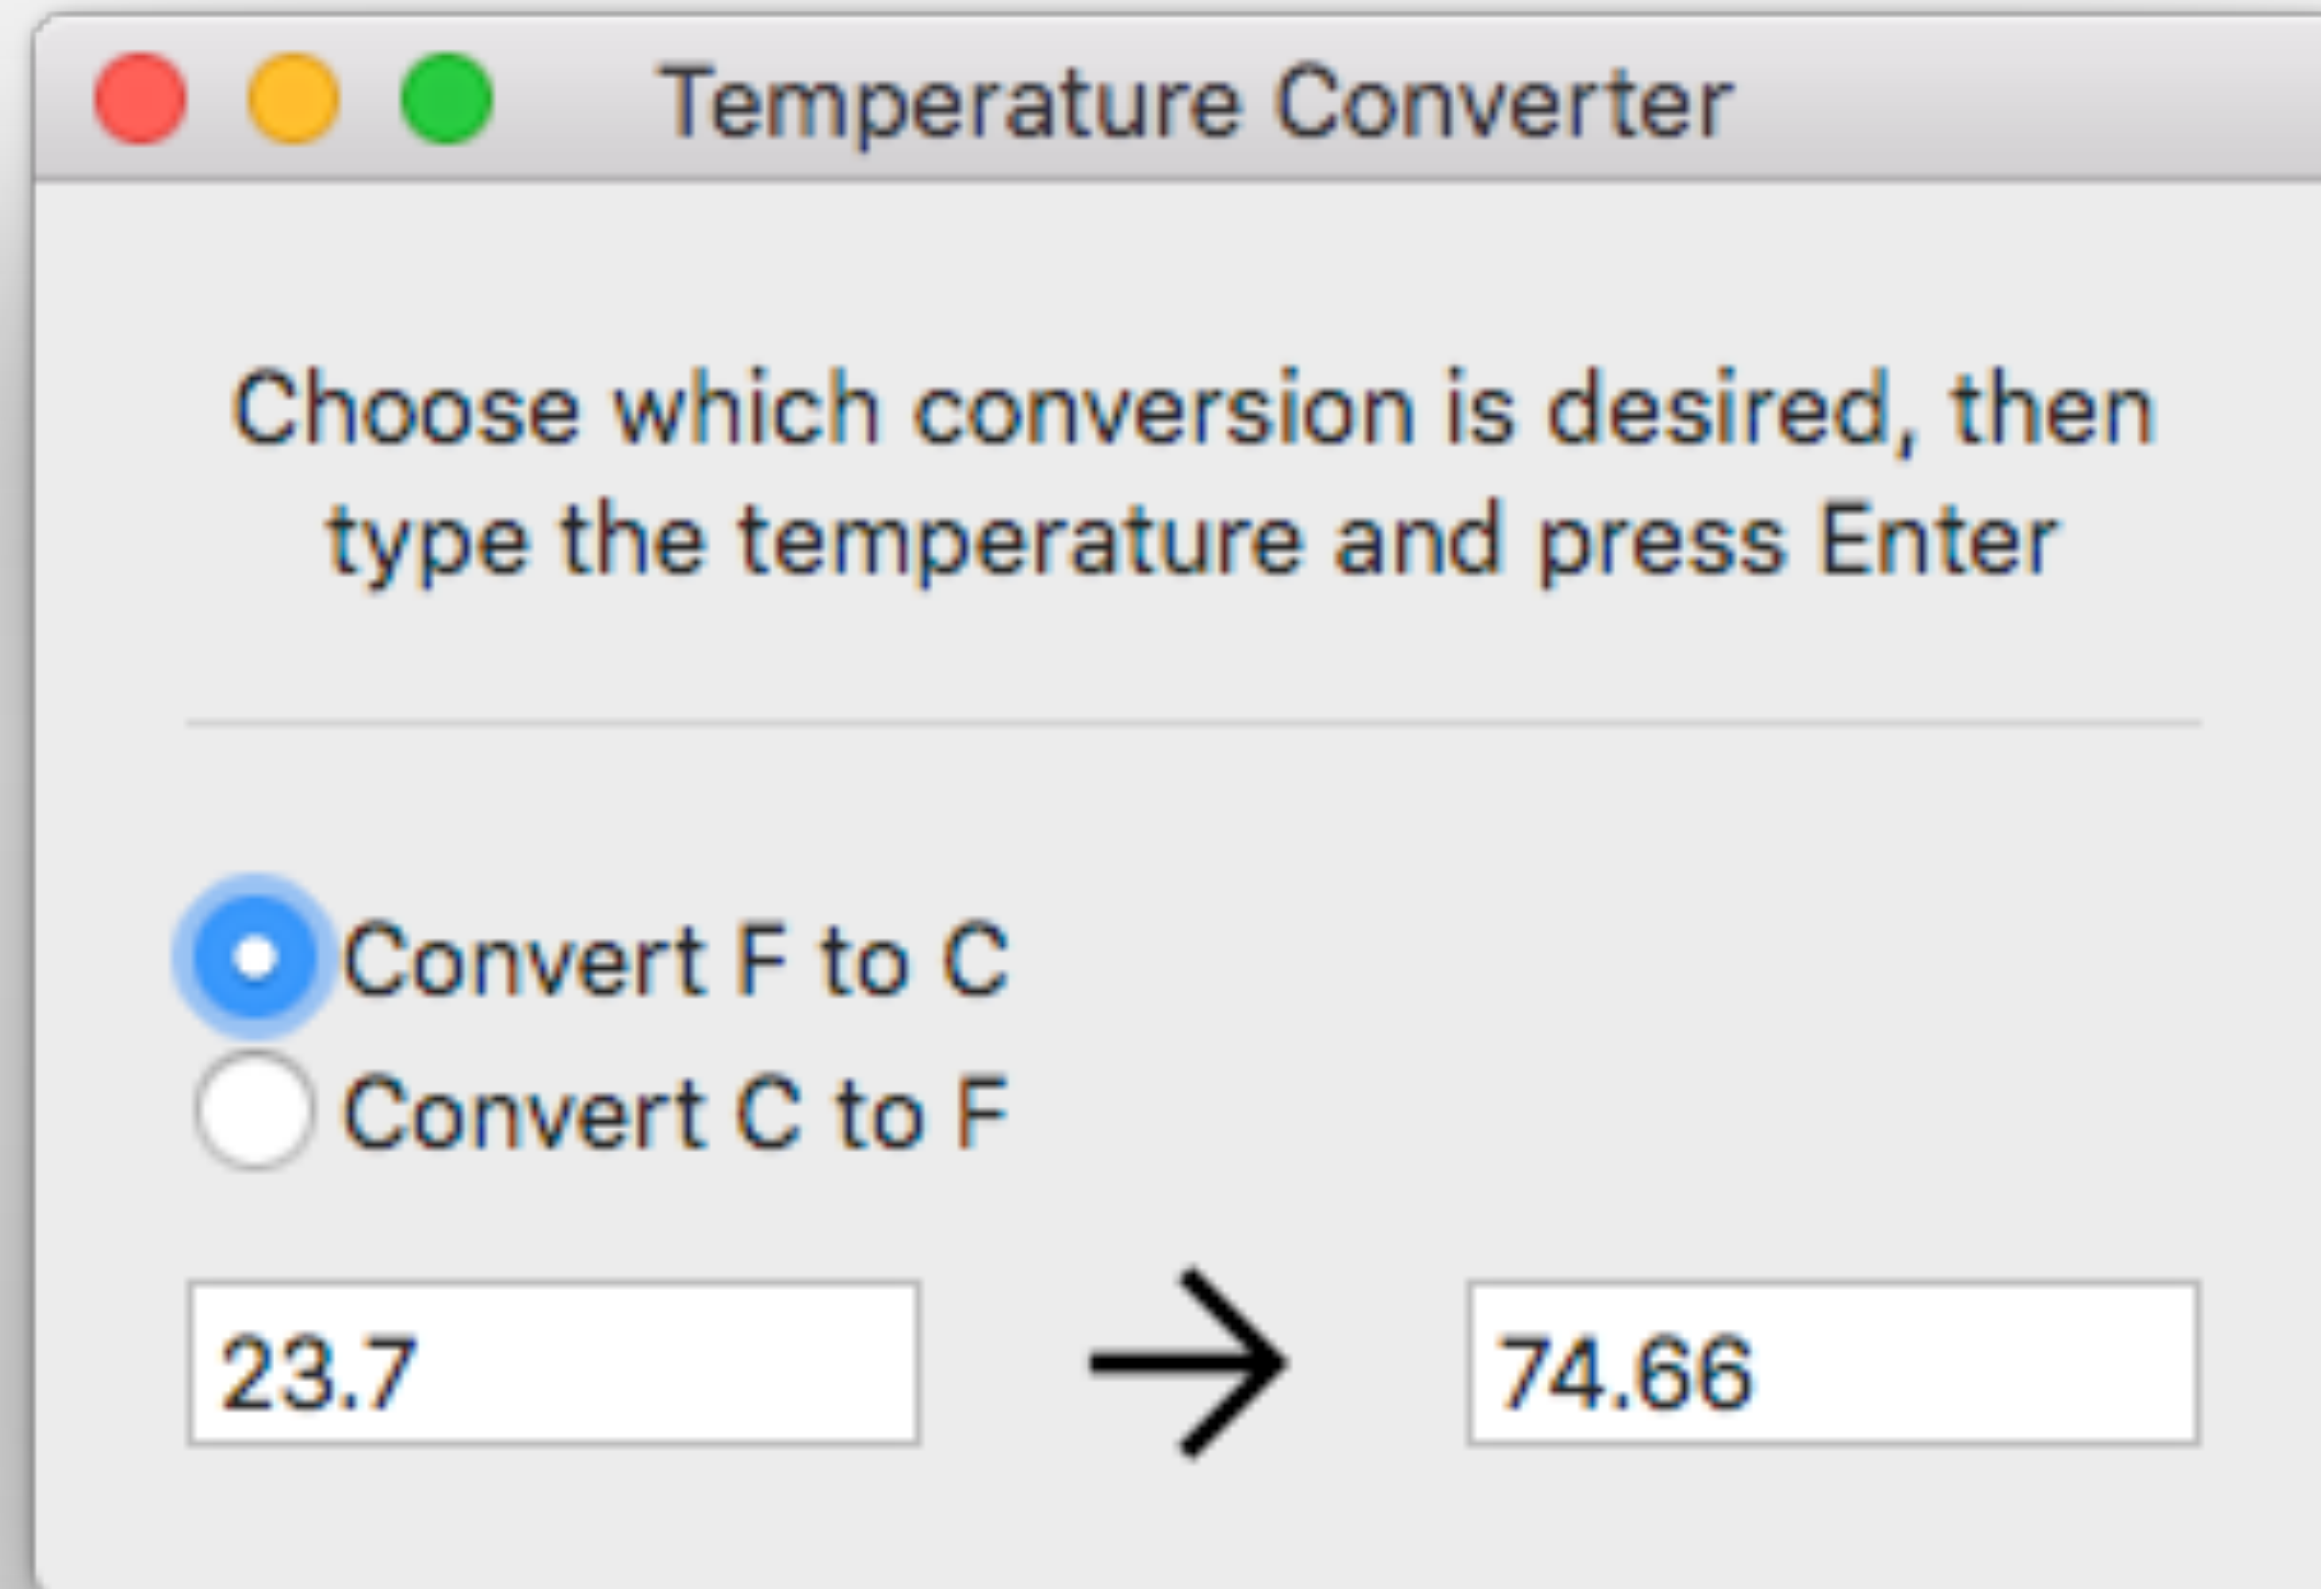 Temperature Converter
Choose which conversion is desired, then
type the temperature and press Enter
Convert F to C
Convert C to F
23.7
74.66